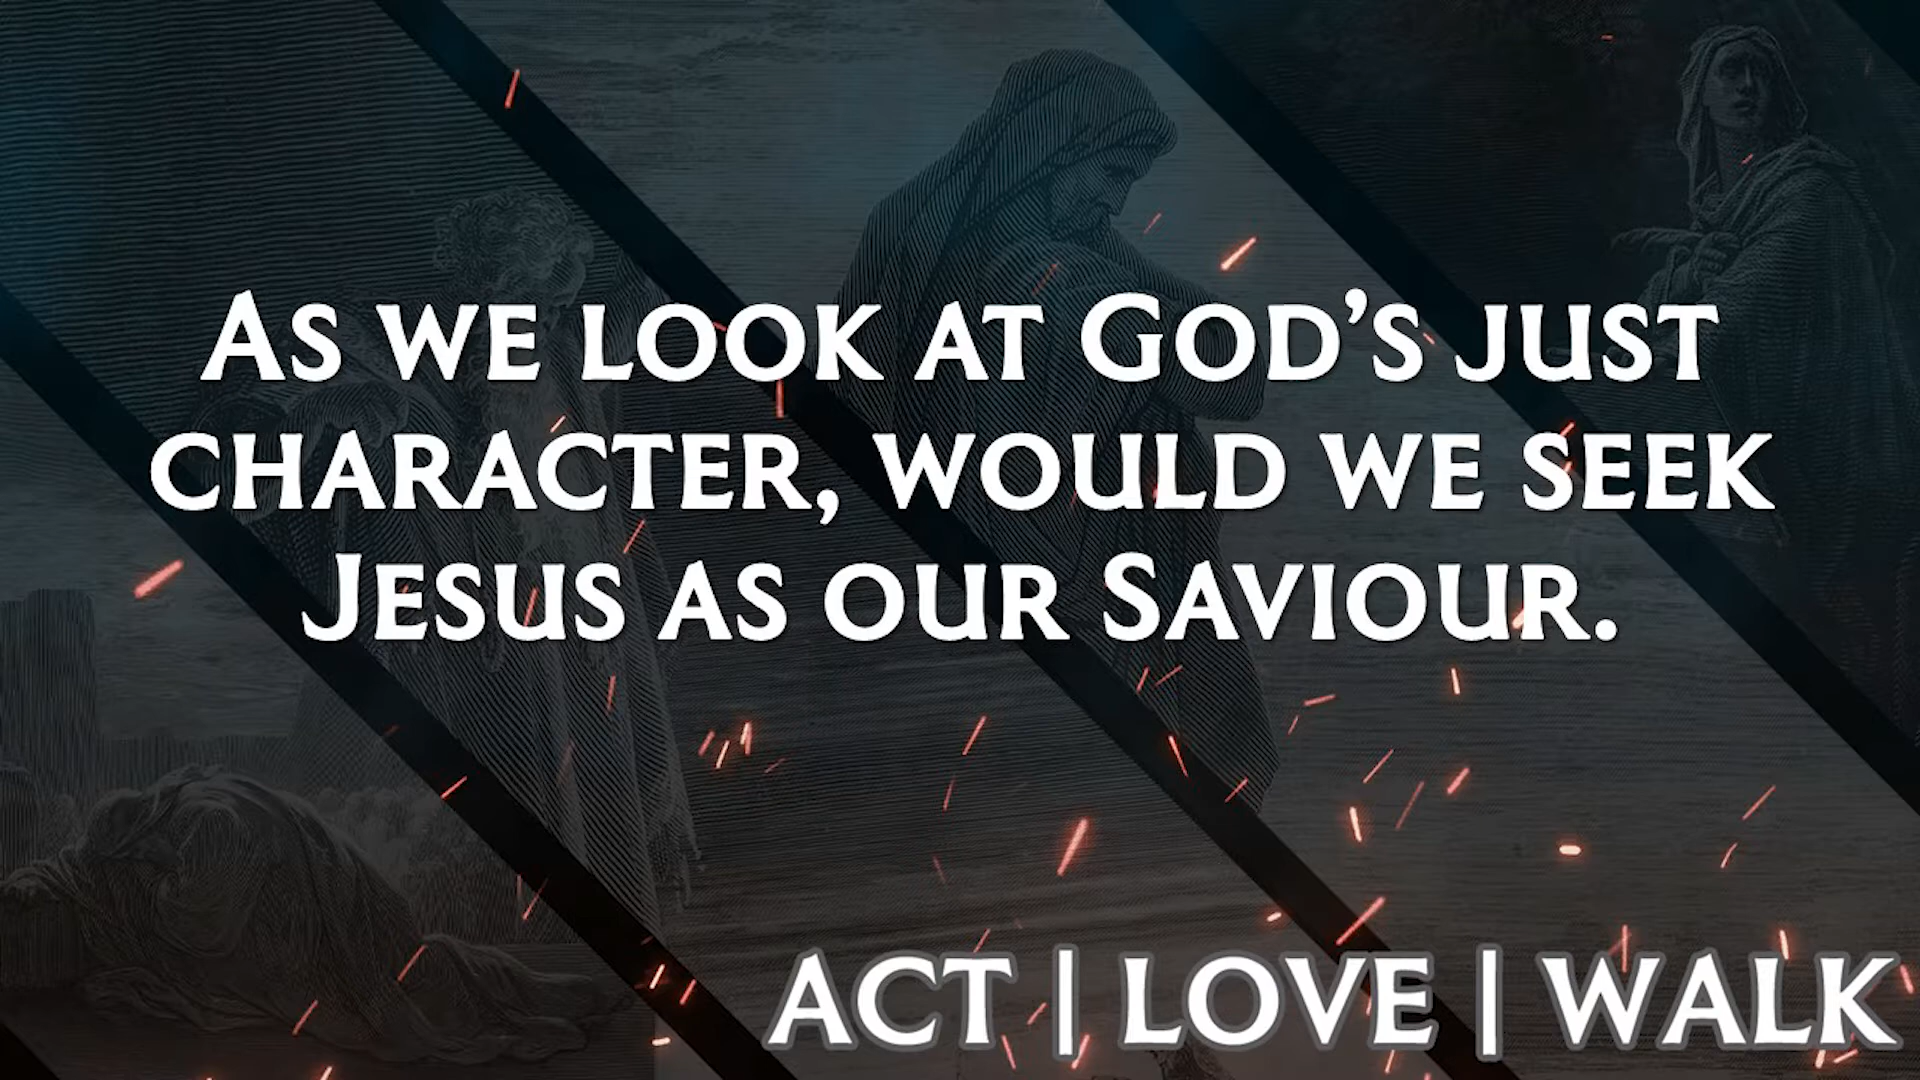 As we look at God’s just
character, would we seek
Jesus as our Saviour.
ACT | LOVE | WALK